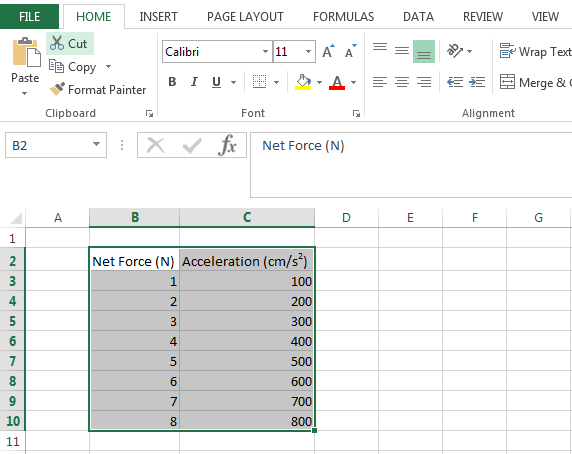 FILE HOME INSERT PAGE LAYOUT FORMULAS DATA REVIEW VIEW
Cut
Copy
Format Painter
Paste
Clipboard
Calibri 11 A A
B I U A
Font
Wrap Text
Merge & C
Alignment
B2 fx Net Force (N)
A B C D E F G
1
2 Net Force (N) Acceleration (cm/s²)
3 1 100
4 2 200
5 3 300
6 4 400
7 5 500
8 6 600
9 7 700
10 8 800
11